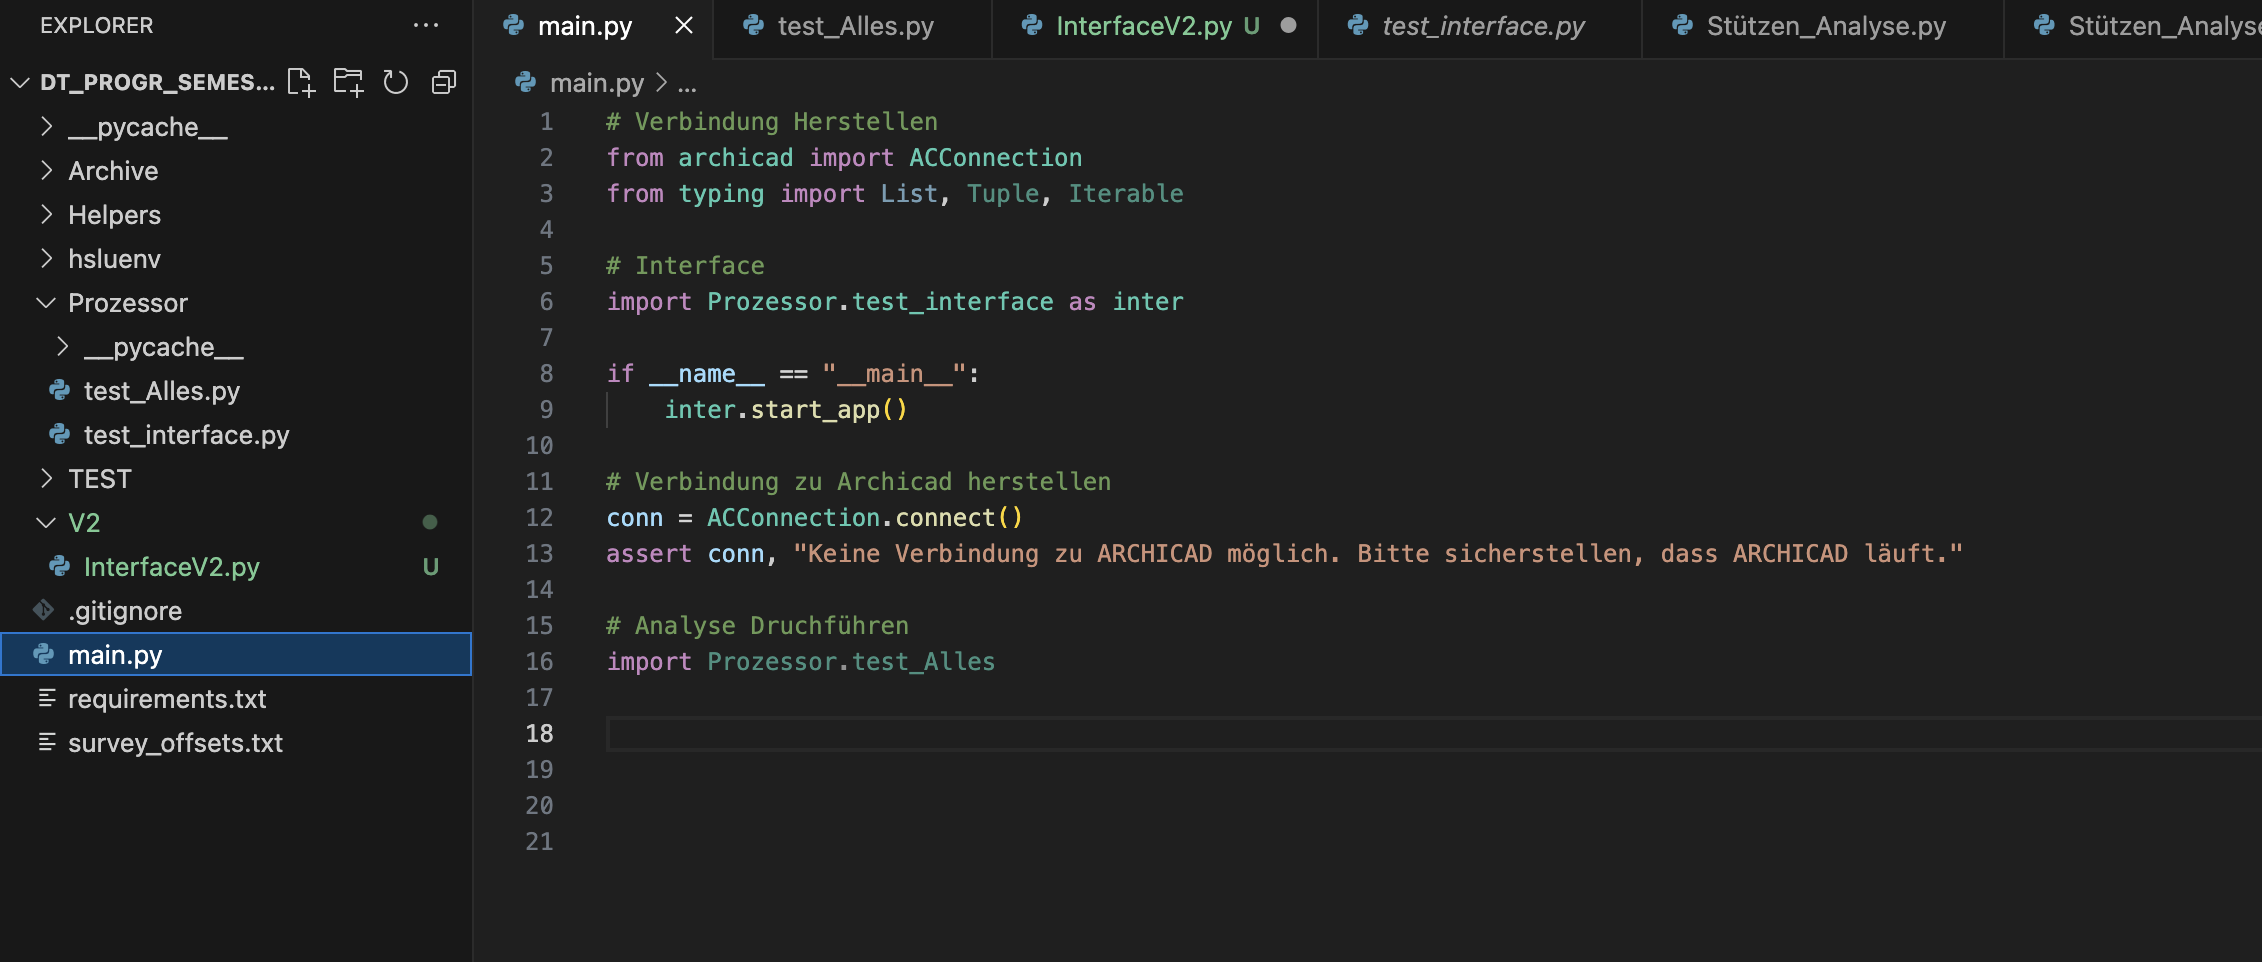 EXPLORER
DT_PROGR_SEMES...
__pycache__
Archive
Helpers
hsluenv
Prozessor
__pycache__
test_Alles.py
test_interface.py
TEST
V2
InterfaceV2.py U
.gitignore
main.py
requirements.txt
survey_offsets.txt
main.py
test_Alles.py
InterfaceV2.py U
test_interface.py
Stützen_Analyse.py
Stützen_Analyse
main.py > ...
1 # Verbindung Herstellen
2 from archicad import ACConnection
3 from typing import List, Tuple, Iterable
4
5 # Interface
6 import Prozessor.test_interface as inter
7
8 if __name__ == "__main__":
9     inter.start_app()
10
11 # Verbindung zu Archicad herstellen
12 conn = ACConnection.connect()
13 assert conn, "Keine Verbindung zu ARCHICAD möglich. Bitte sicherstellen, dass ARCHICAD läuft."
14
15 # Analyse Druchführen
16 import Prozessor.test_Alles
17
18
19
20
21